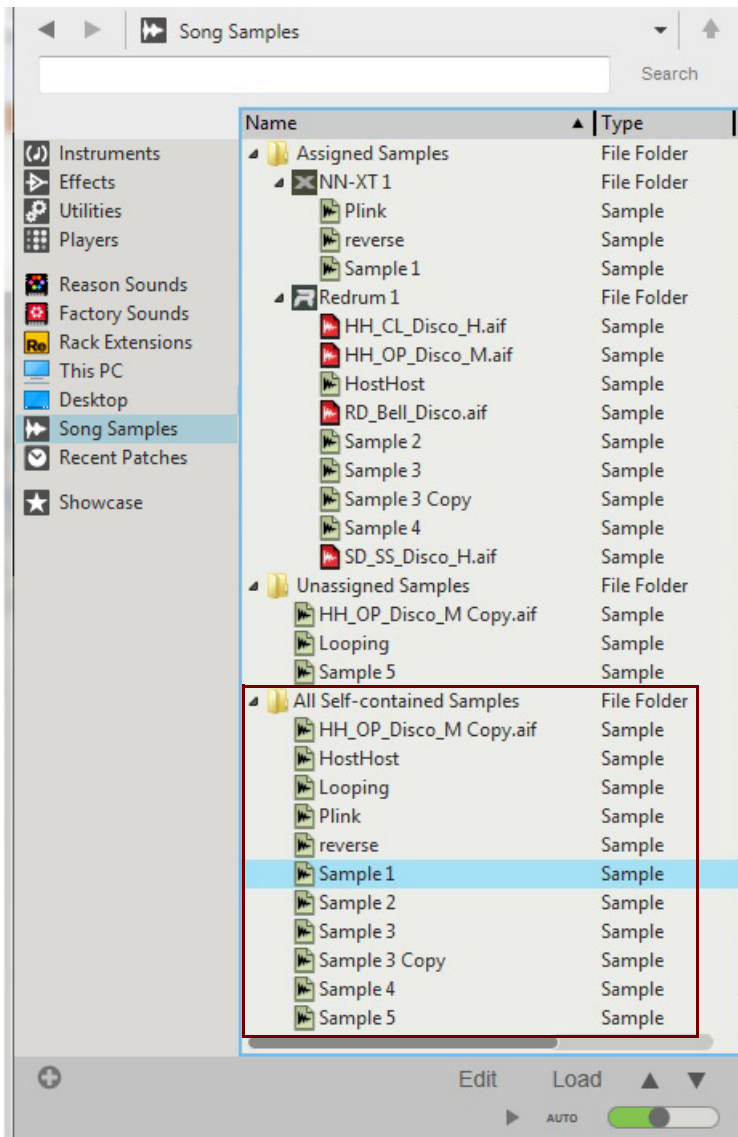 Song Samples
Search
Name Type
Instruments
Effects
Utilities
Players
Reason Sounds
Factory Sounds
Re Rack Extensions
This PC
Desktop
Song Samples
Recent Patches
Showcase
Assigned Samples File Folder
NN-XT 1 File Folder
Plink Sample
reverse Sample
Sample 1 Sample
Redrum 1 File Folder
HH_CL_Disco_H.aif Sample
HH_OP_Disco_M.aif Sample
HostHost Sample
RD_Bell_Disco.aif Sample
Sample 2 Sample
Sample 3 Sample
Sample 3 Copy Sample
Sample 4 Sample
SD_SS_Disco_H.aif Sample
Unassigned Samples File Folder
HH_OP_Disco_M Copy.aif Sample
Looping Sample
Sample 5 Sample
All Self-contained Samples File Folder
HH_OP_Disco_M Copy.aif Sample
HostHost Sample
Looping Sample
Plink Sample
reverse Sample
Sample 1 Sample
Sample 2 Sample
Sample 3 Sample
Sample 3 Copy Sample
Sample 4 Sample
Sample 5 Sample
Edit Load
AUTO